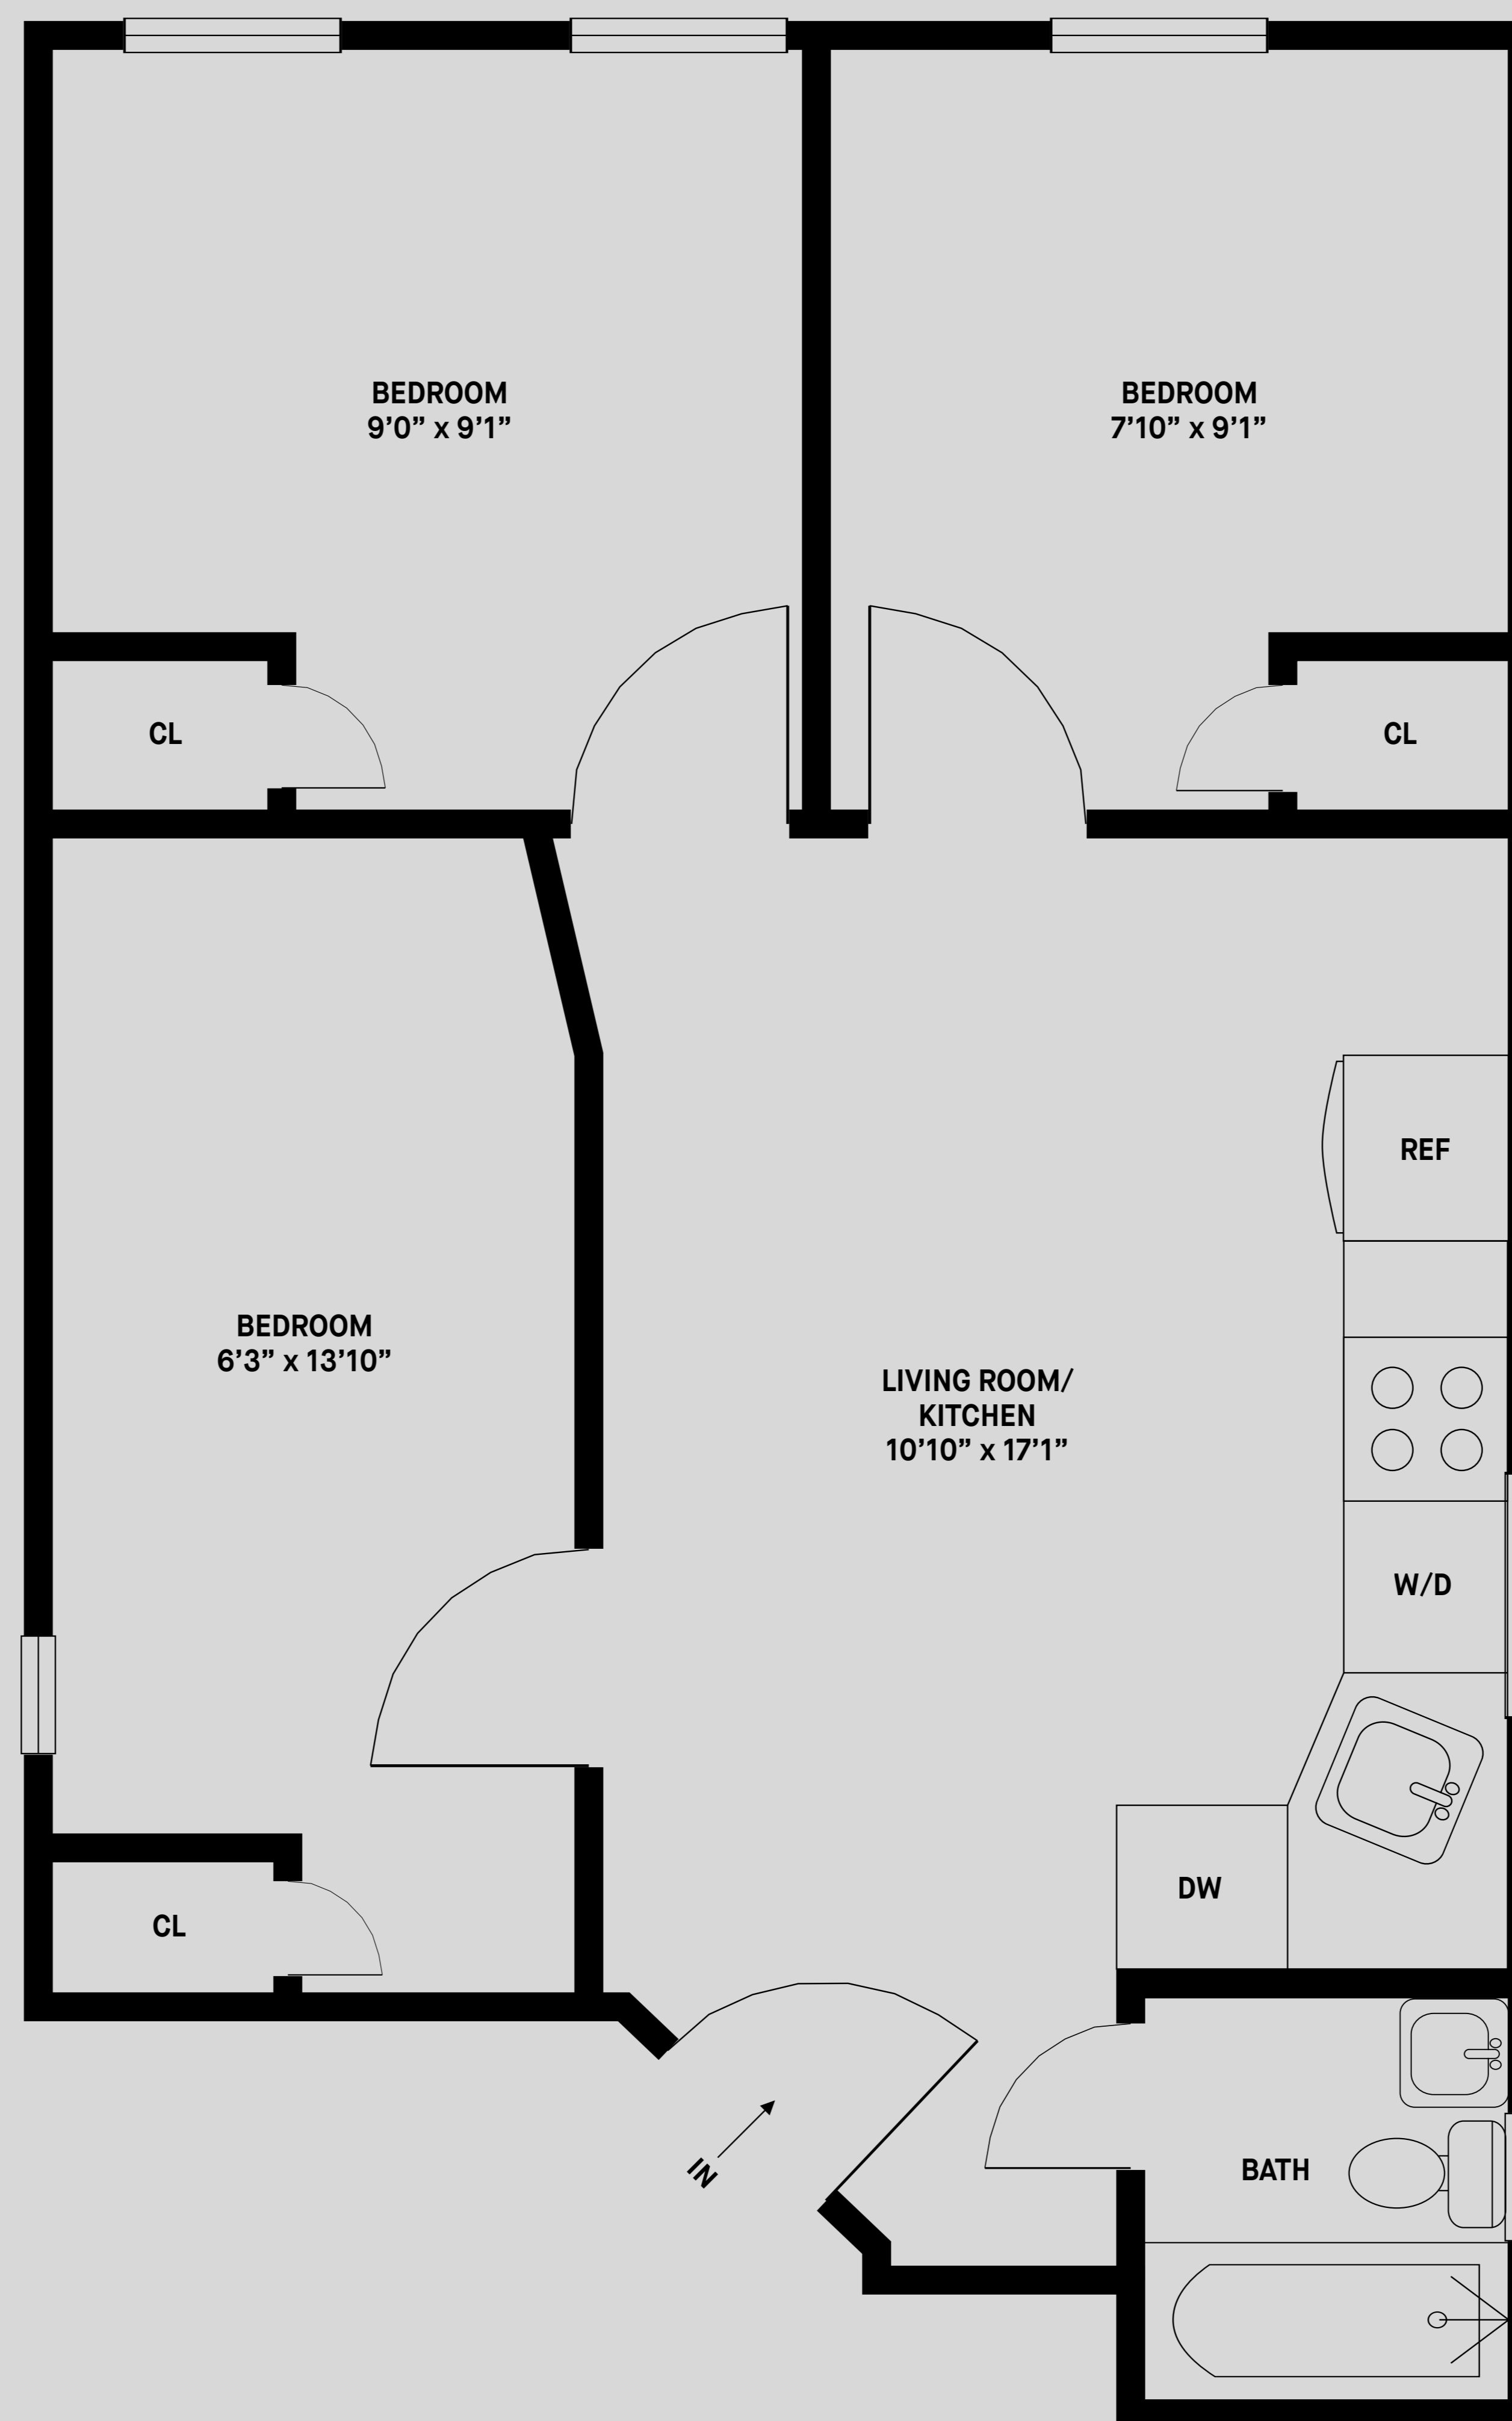 BEDROOM
9’0” x 9’1”
BEDROOM
7’10” x 9’1”
CL
CL
REF
BEDROOM
6’3” x 13’10”
LIVING ROOM/
KITCHEN
10’10” x 17’1”
W/D
DW
CL
IN
BATH